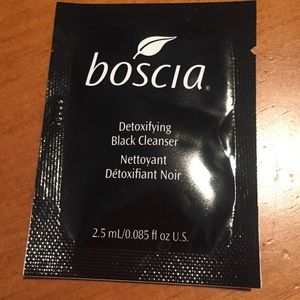 boscia®
Detoxifying
Black Cleanser
Nettoyant
Détoxifiant Noir
2.5 mL/0.085 fl oz U.S.